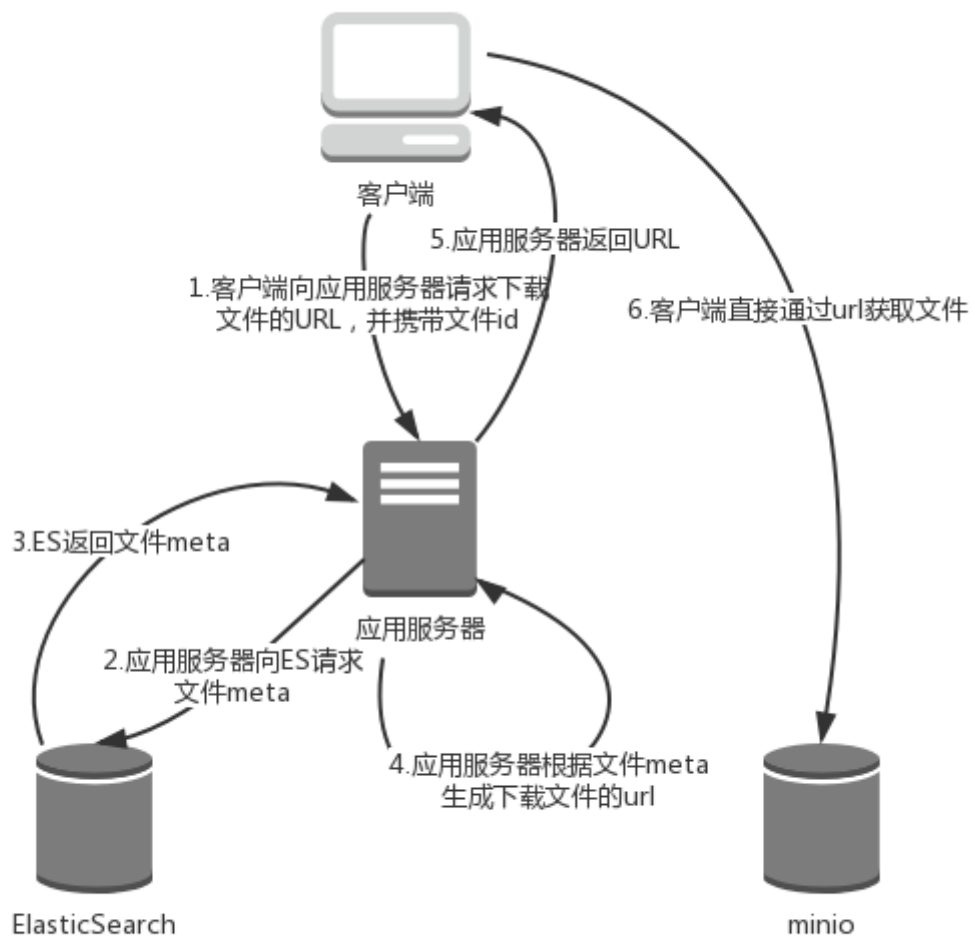 客户端
5.应用服务器返回URL
1.客户端向应用服务器请求下载
文件的URL，并携带文件id
6.客户端直接通过url获取文件
3.ES返回文件meta
应用服务器
2.应用服务器向ES请求
文件meta
4.应用服务器根据文件meta
生成下载文件的url
ElasticSearch
minio